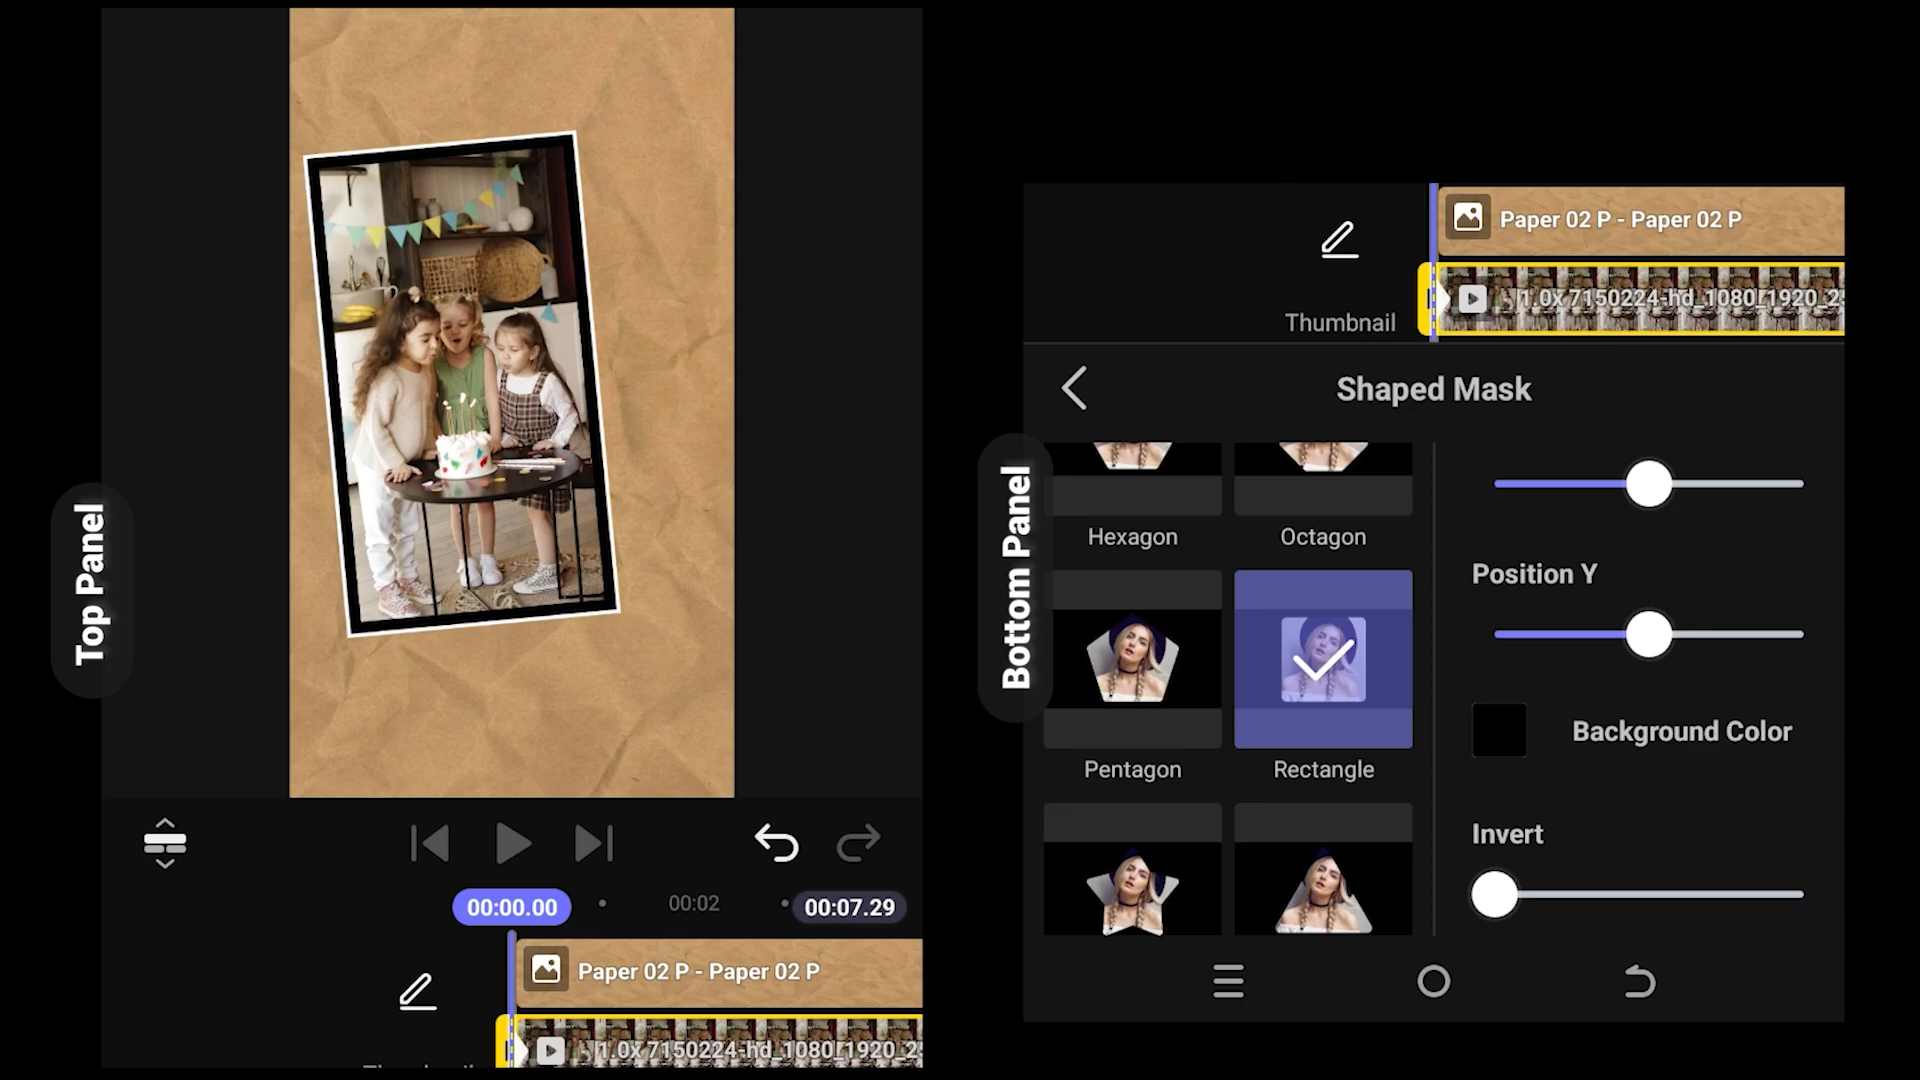 Top Panel
00:00.00
00:02
00:07.29
Paper 02 P - Paper 02 P
1.0x 7150224-hd_1080_1920_2
Bottom Panel
Thumbnail
Paper 02 P - Paper 02 P
1.0x 7150224-hd_1080_1920_2
Shaped Mask
Hexagon
Octagon
Pentagon
Rectangle
Position Y
Background Color
Invert